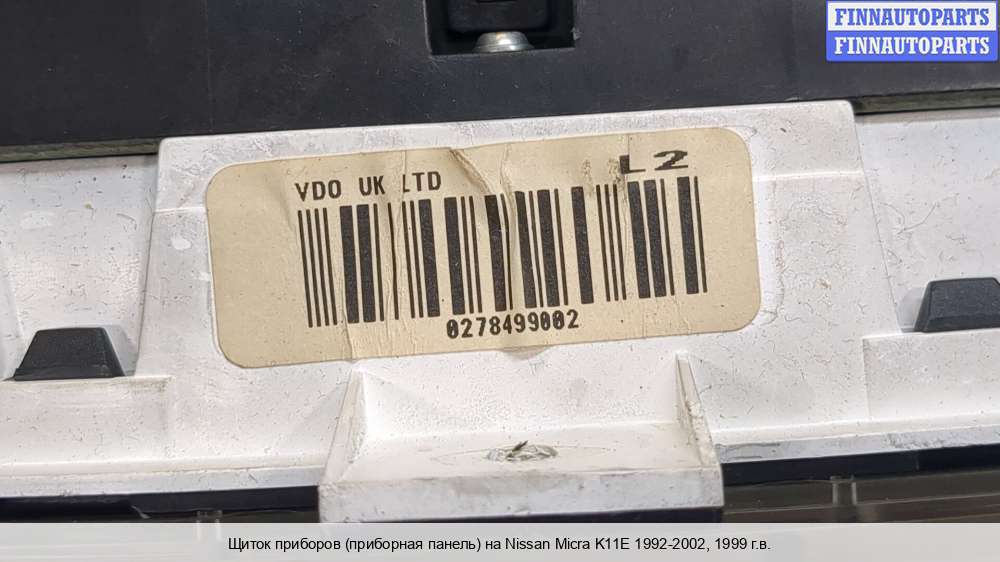 FINNAUTOPARTS
FINNAUTOPARTS
VDO UK LTD
L2
0278499002
Щиток приборов (приборная панель) на Nissan Micra K11E 1992-2002, 1999 г.в.